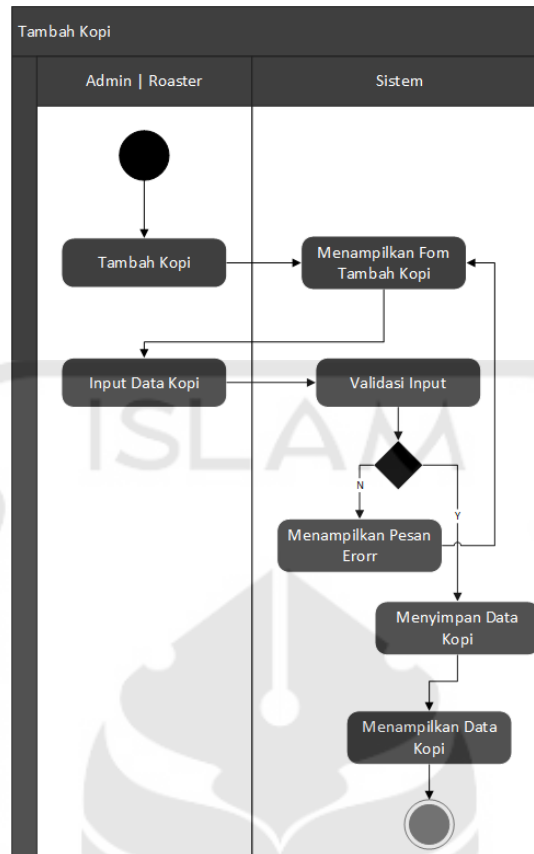 Tambah Kopi
Admin | Roaster
Sistem
Tambah Kopi
Menampilkan Fom
Tambah Kopi
Input Data Kopi
Validasi Input
ISLAM
N
Y
Menampilkan Pesan
Erorr
Menyimpan Data
Kopi
Menampilkan Data
Kopi